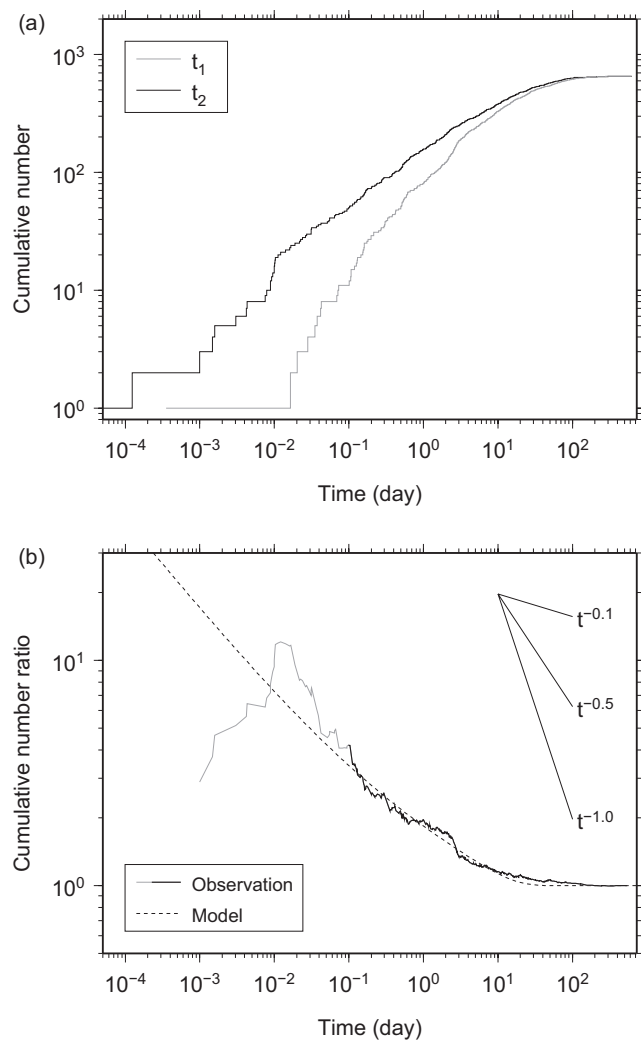 (a)
t₁
t₂
Cumulative number
10³
10²
10¹
10⁰
10⁻⁴ 10⁻³ 10⁻² 10⁻¹ 10⁰ 10¹ 10²
Time (day)
(b)
Cumulative number ratio
10¹
10⁰
t⁻⁰·¹
t⁻⁰·⁵
t⁻¹·⁰
Observation
Model
10⁻⁴ 10⁻³ 10⁻² 10⁻¹ 10⁰ 10¹ 10²
Time (day)